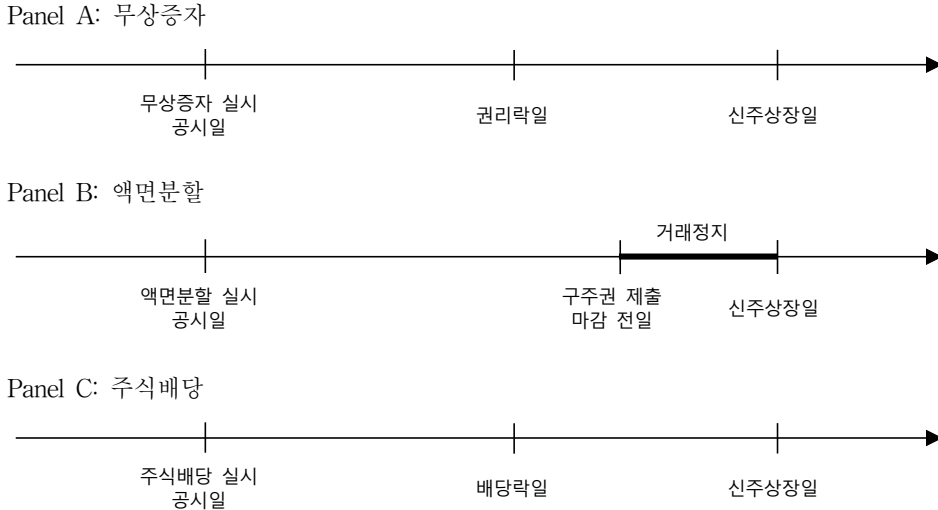 Panel A: 무상증자
무상증자 실시
공시일
권리락일
신주상장일
Panel B: 액면분할
거래정지
액면분할 실시
공시일
구주권 제출
마감 전일
신주상장일
Panel C: 주식배당
주식배당 실시
공시일
배당락일
신주상장일